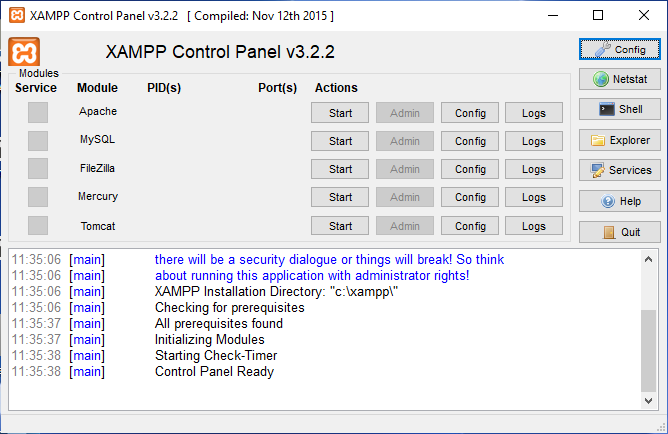 XAMPP Control Panel v3.2.2 [ Compiled: Nov 12th 2015 ]
XAMPP Control Panel v3.2.2
Config
Modules
Service Module PID(s) Port(s) Actions
Netstat
Apache Start Admin Config Logs
Shell
MySQL Start Admin Config Logs
Explorer
FileZilla Start Admin Config Logs
Services
Mercury Start Admin Config Logs
Help
Tomcat Start Admin Config Logs
Quit
11:35:06 [main] there will be a security dialogue or things will break! So think
11:35:06 [main] about running this application with administrator rights!
11:35:06 [main] XAMPP Installation Directory: "c:\xampp\"
11:35:06 [main] Checking for prerequisites
11:35:37 [main] All prerequisites found
11:35:37 [main] Initializing Modules
11:35:38 [main] Starting Check-Timer
11:35:38 [main] Control Panel Ready